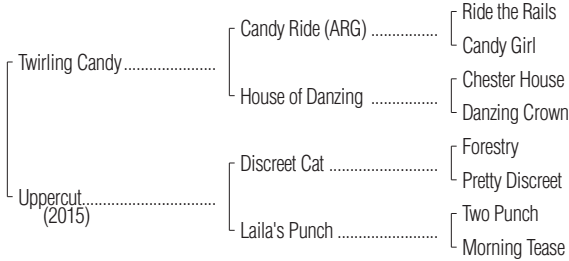 Ride the Rails
Candy Ride (ARG) ................
Candy Girl
Twirling Candy ......................
Chester House
House of Danzing ................
Danzing Crown
Forestry
Discreet Cat ..........................
Pretty Discreet
Uppercut................................
(2015)
Two Punch
Laila's Punch ........................
Morning Tease